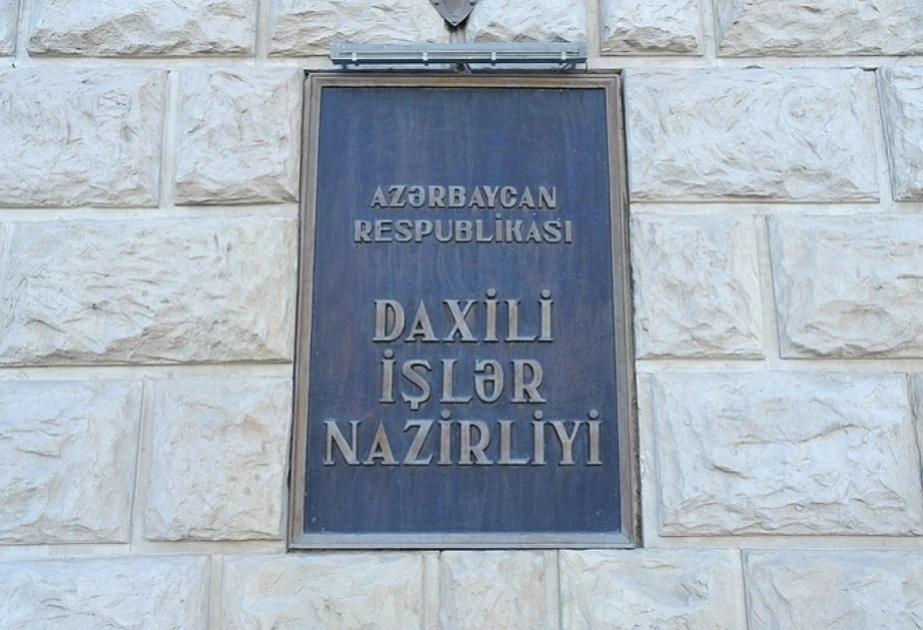 AZƏRBAYCAN
RESPUBLİKASI
DAXİLİ
İŞLƏR
NAZİRLİYİ